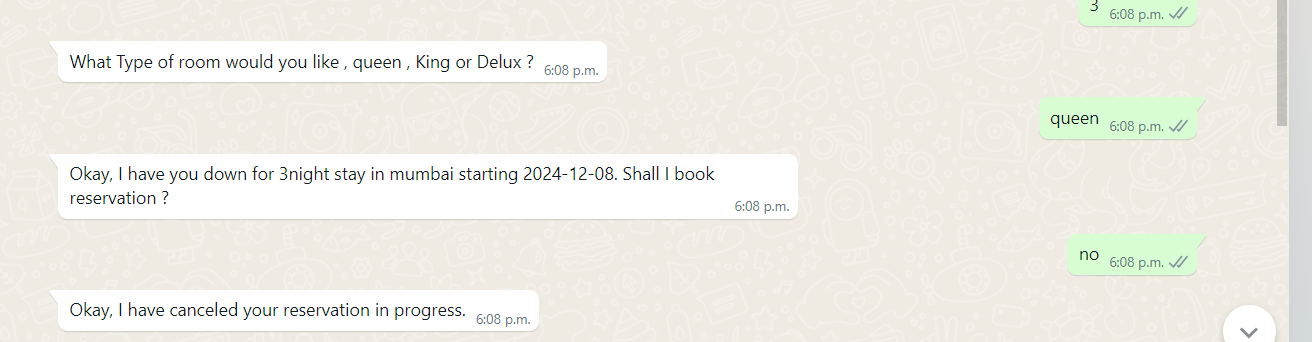 3 6:08 p.m.
What Type of room would you like , queen , King or Delux ? 6:08 p.m.
queen 6:08 p.m.
Okay, I have you down for 3night stay in mumbai starting 2024-12-08. Shall I book
reservation ? 6:08 p.m.
no 6:08 p.m.
Okay, I have canceled your reservation in progress. 6:08 p.m.